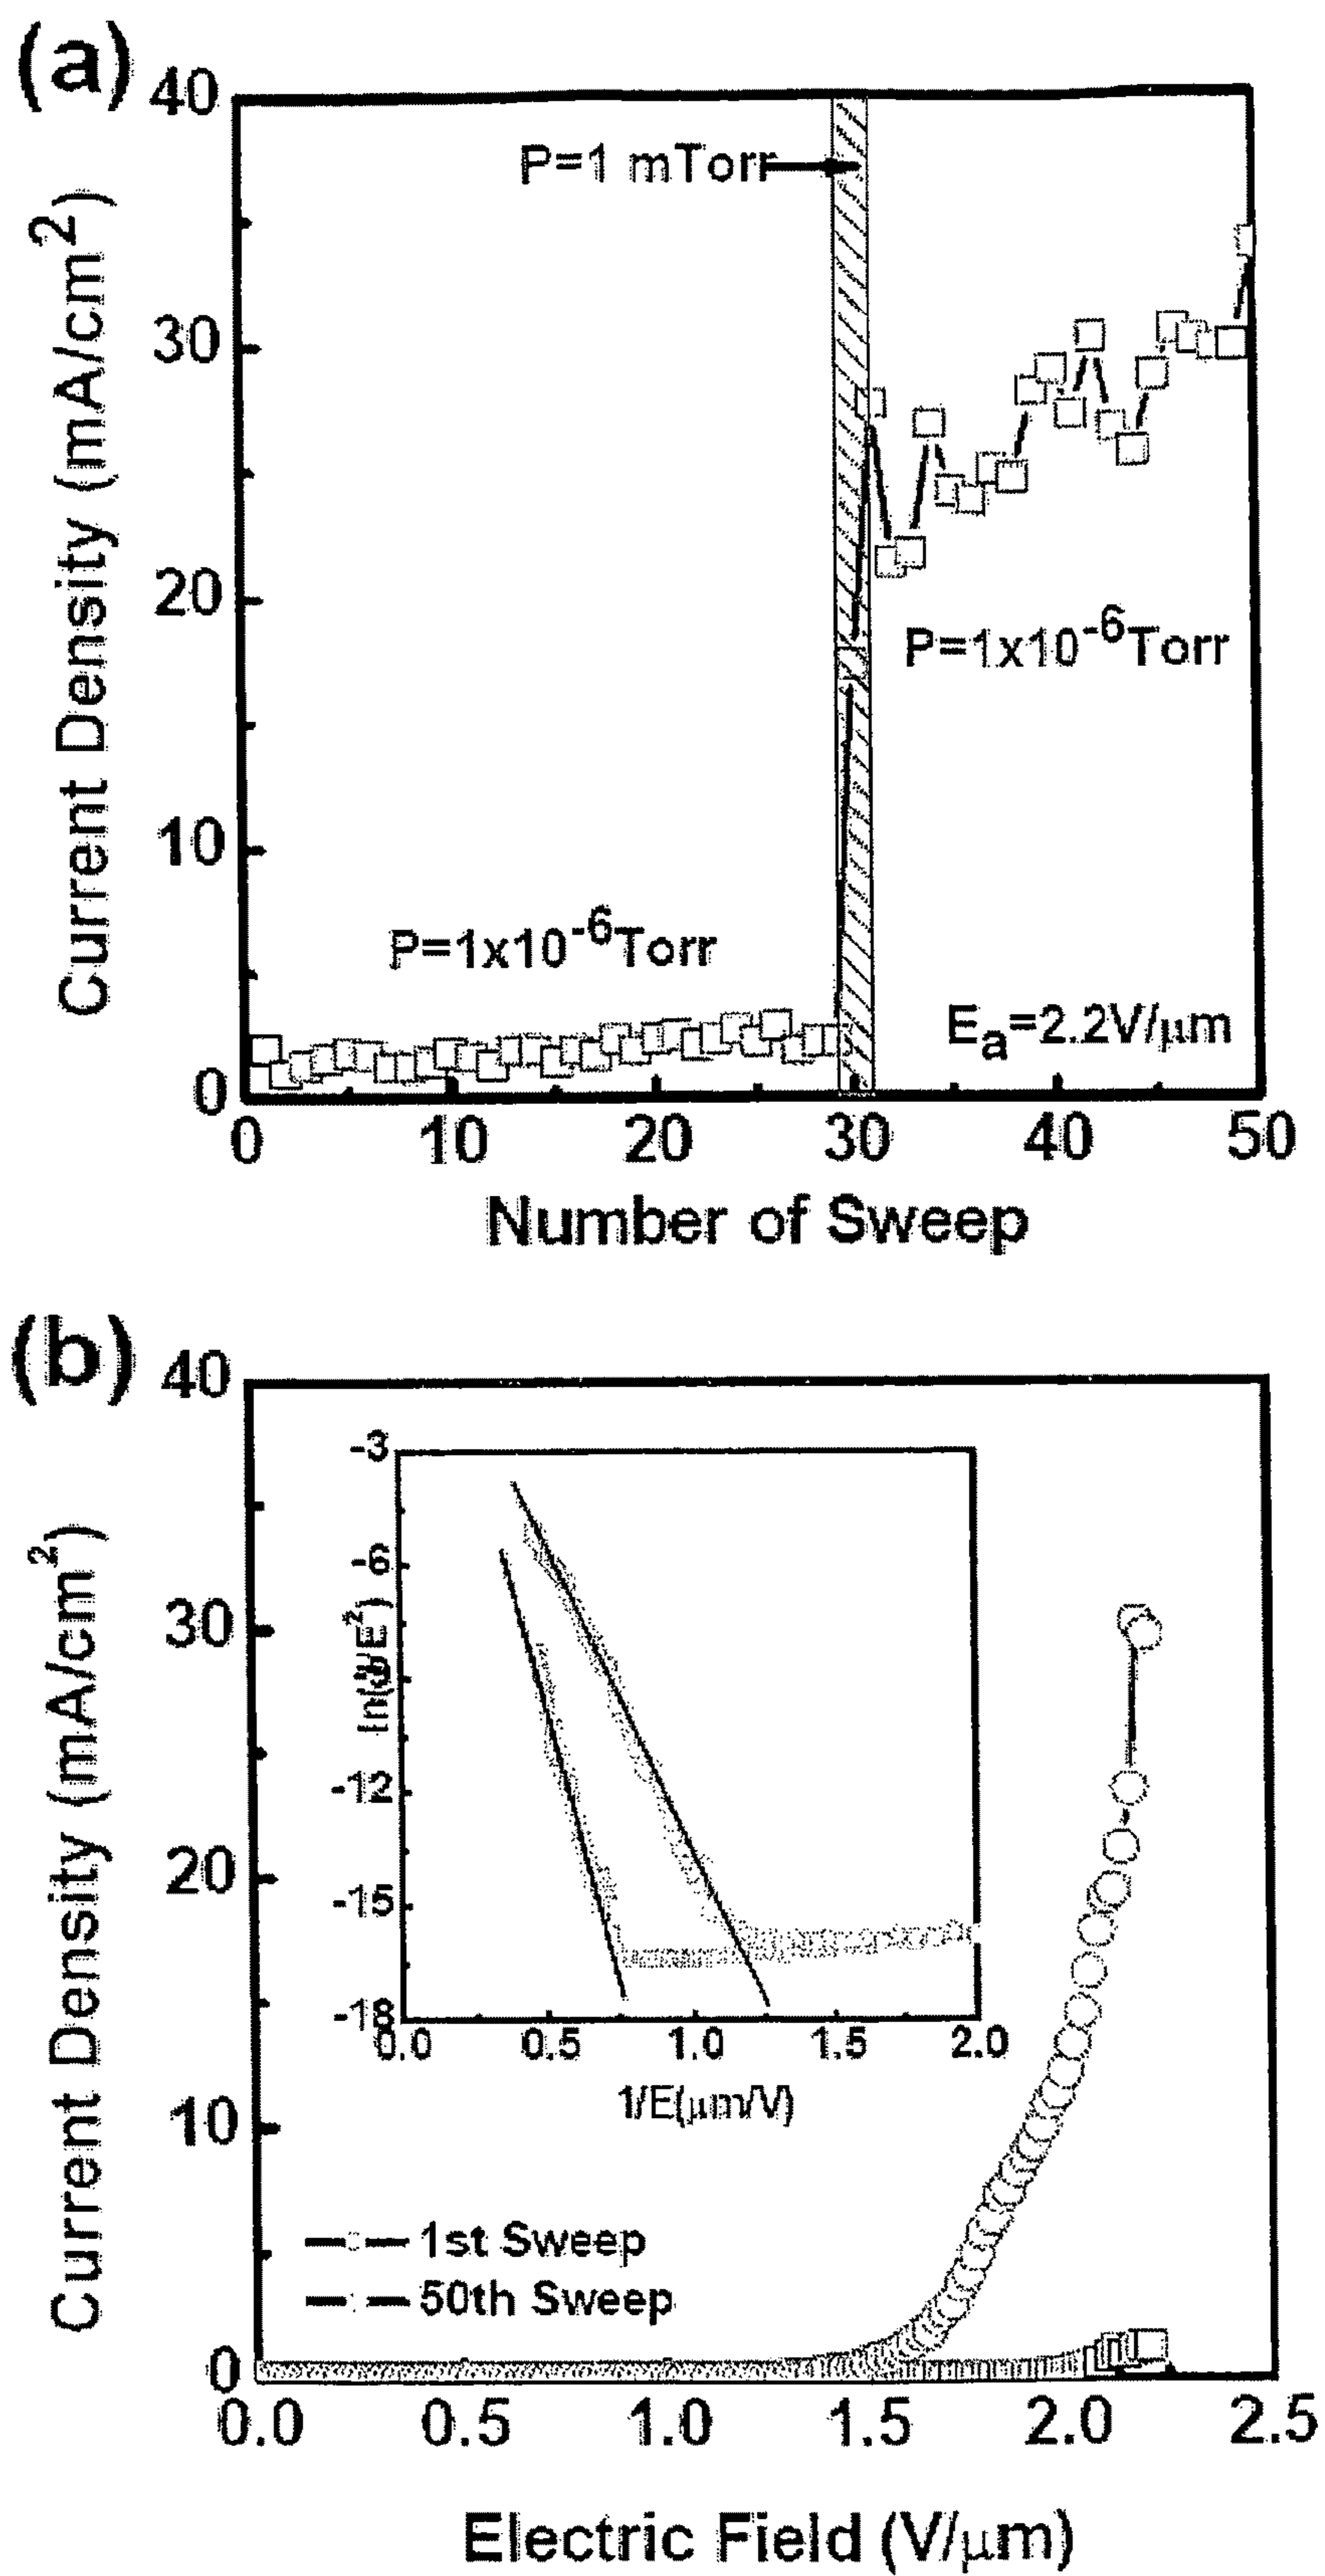 (a)
40
30
20
10
0
Current Density (mA/cm²)
P=1 mTorr
P=1x10⁻⁶Torr
P=1x10⁻⁶Torr
Eₐ=2.2V/μm
0 10 20 30 40 50
Number of Sweep
(b)
40
30
20
10
0
Current Density (mA/cm²)
-3
-6
-12
-15
-18
0.0 0.5 1.0 1.5 2.0
1/E(μm/V)
1st Sweep
50th Sweep
0.0 0.5 1.0 1.5 2.0 2.5
Electric Field (V/μm)